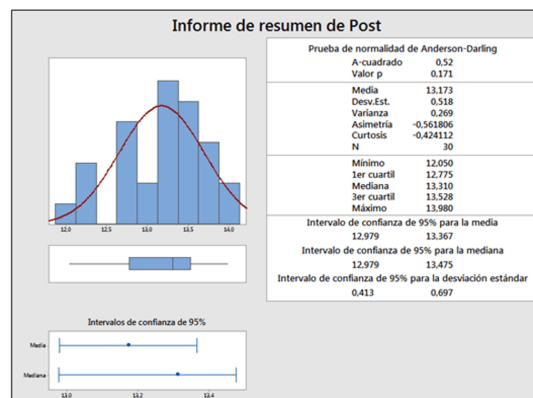 Informe de resumen de Post
Prueba de normalidad de Anderson-Darling
A-cuadrado 0,52
Valor p 0,171
Media 13,173
Desv.Est. 0,518
Varianza 0,269
Asimetría -0,561806
Curtosis -0,424112
N 30
Mínimo 12,050
1er cuartil 12,775
Mediana 13,310
3er cuartil 13,528
Máximo 13,980
Intervalo de confianza de 95% para la media
12,979 13,367
Intervalo de confianza de 95% para la mediana
12,979 13,475
Intervalo de confianza de 95% para la desviación estándar
0,413 0,697
12.0 12.5 13.0 13.5 14.0
Intervalos de confianza de 95%
Media
Mediana
13.0 13.2 13.4